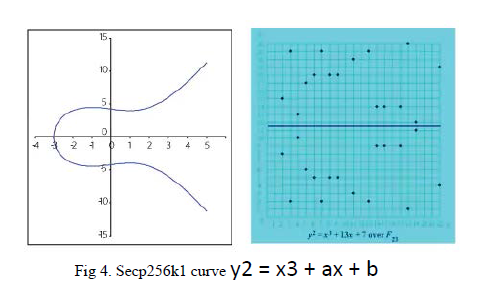 15
10
5
0
-4 -3 -2 -1 0 1 2 3 4 5
-5
-10
-15
y² = x³ + 13x + 7 over F₂₃
Fig 4. Secp256k1 curve y2 = x3 + ax + b